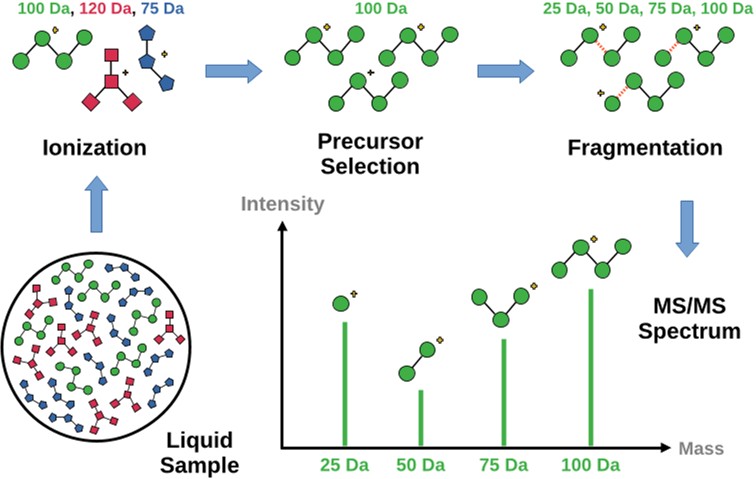 100 Da, 120 Da, 75 Da
100 Da
25 Da, 50 Da, 75 Da, 100 Da
Ionization
Precursor
Selection
Fragmentation
Intensity
MS/MS
Spectrum
Liquid
Sample
Mass
25 Da
50 Da
75 Da
100 Da